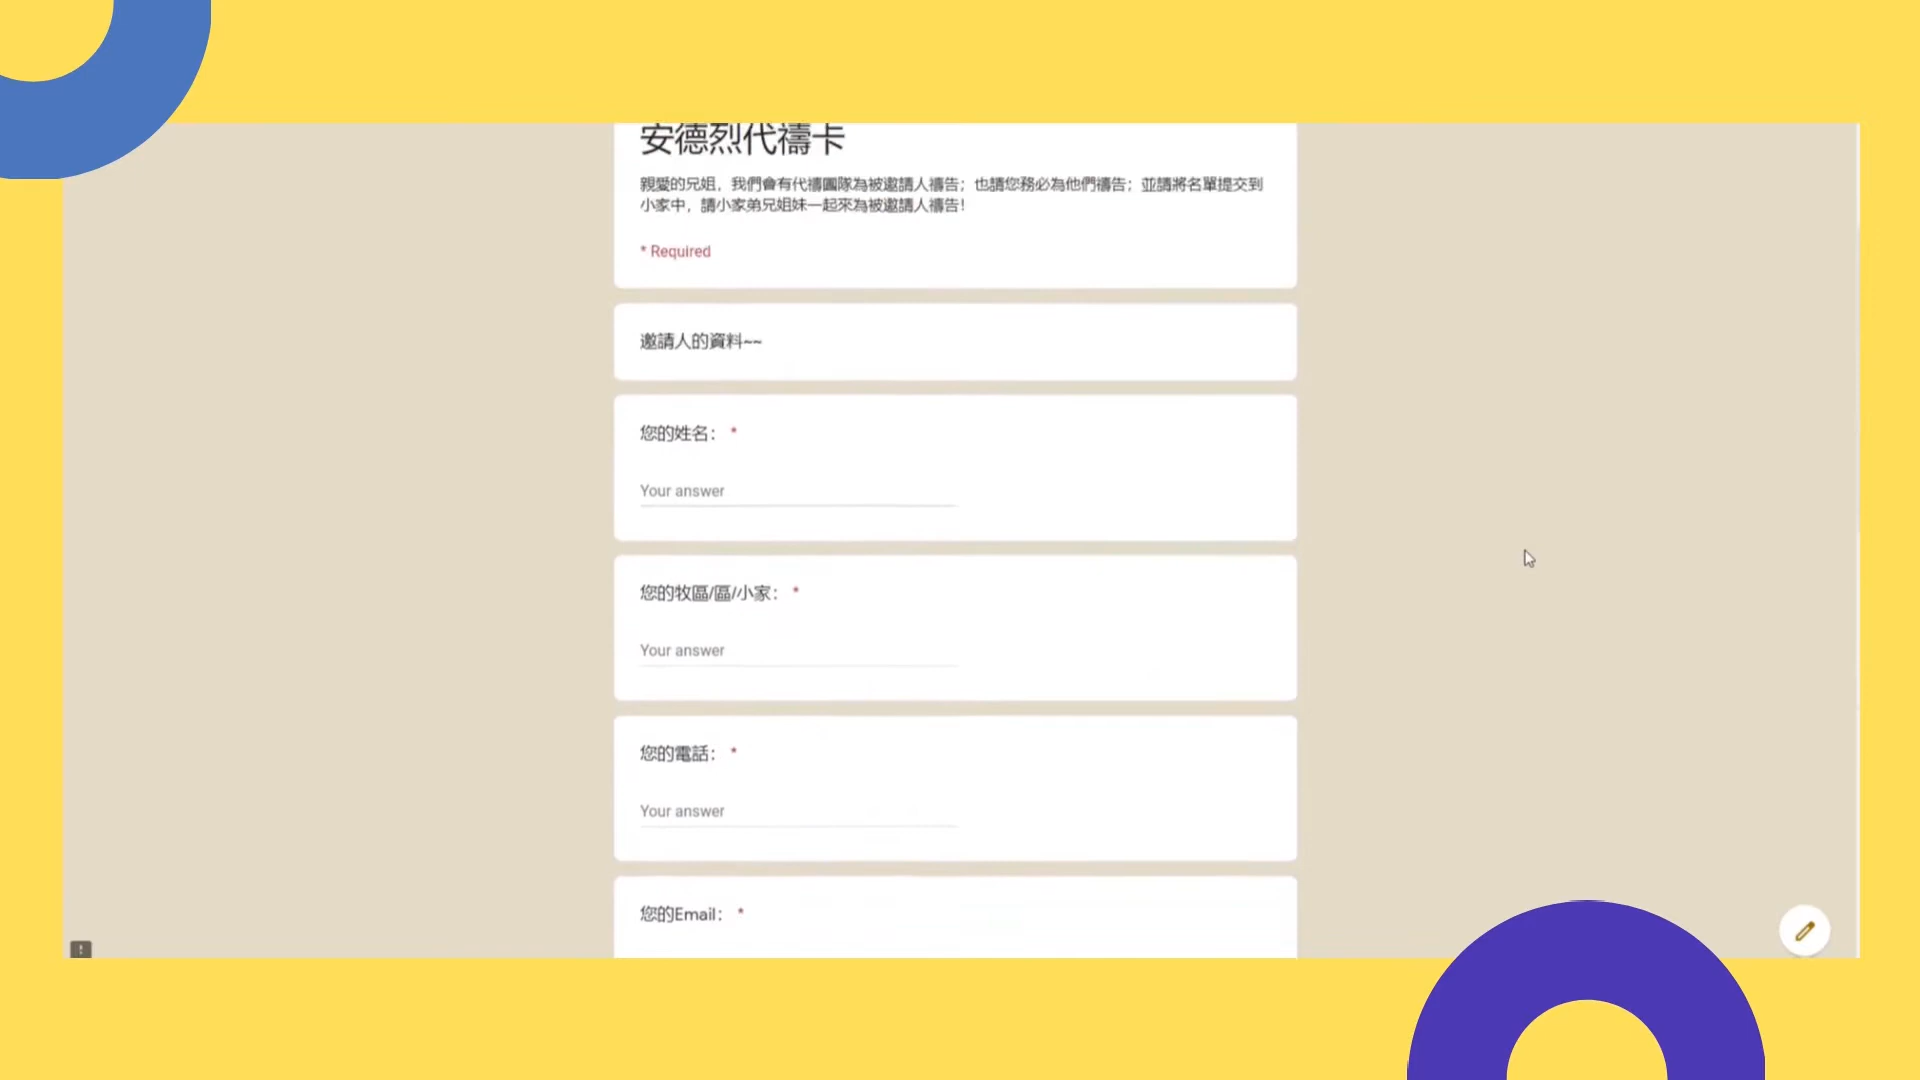 安德烈代禱卡
親愛的兄姐，我們會有代禱團隊為被邀請人禱告；也請您務必為他們禱告；並請將名單提交到
小家中，請小家弟兄姐妹一起來為被邀請人禱告！
* Required
邀請人的資料~~
您的姓名： *
Your answer
您的牧區/區/小家： *
Your answer
您的電話： *
Your answer
您的Email： *